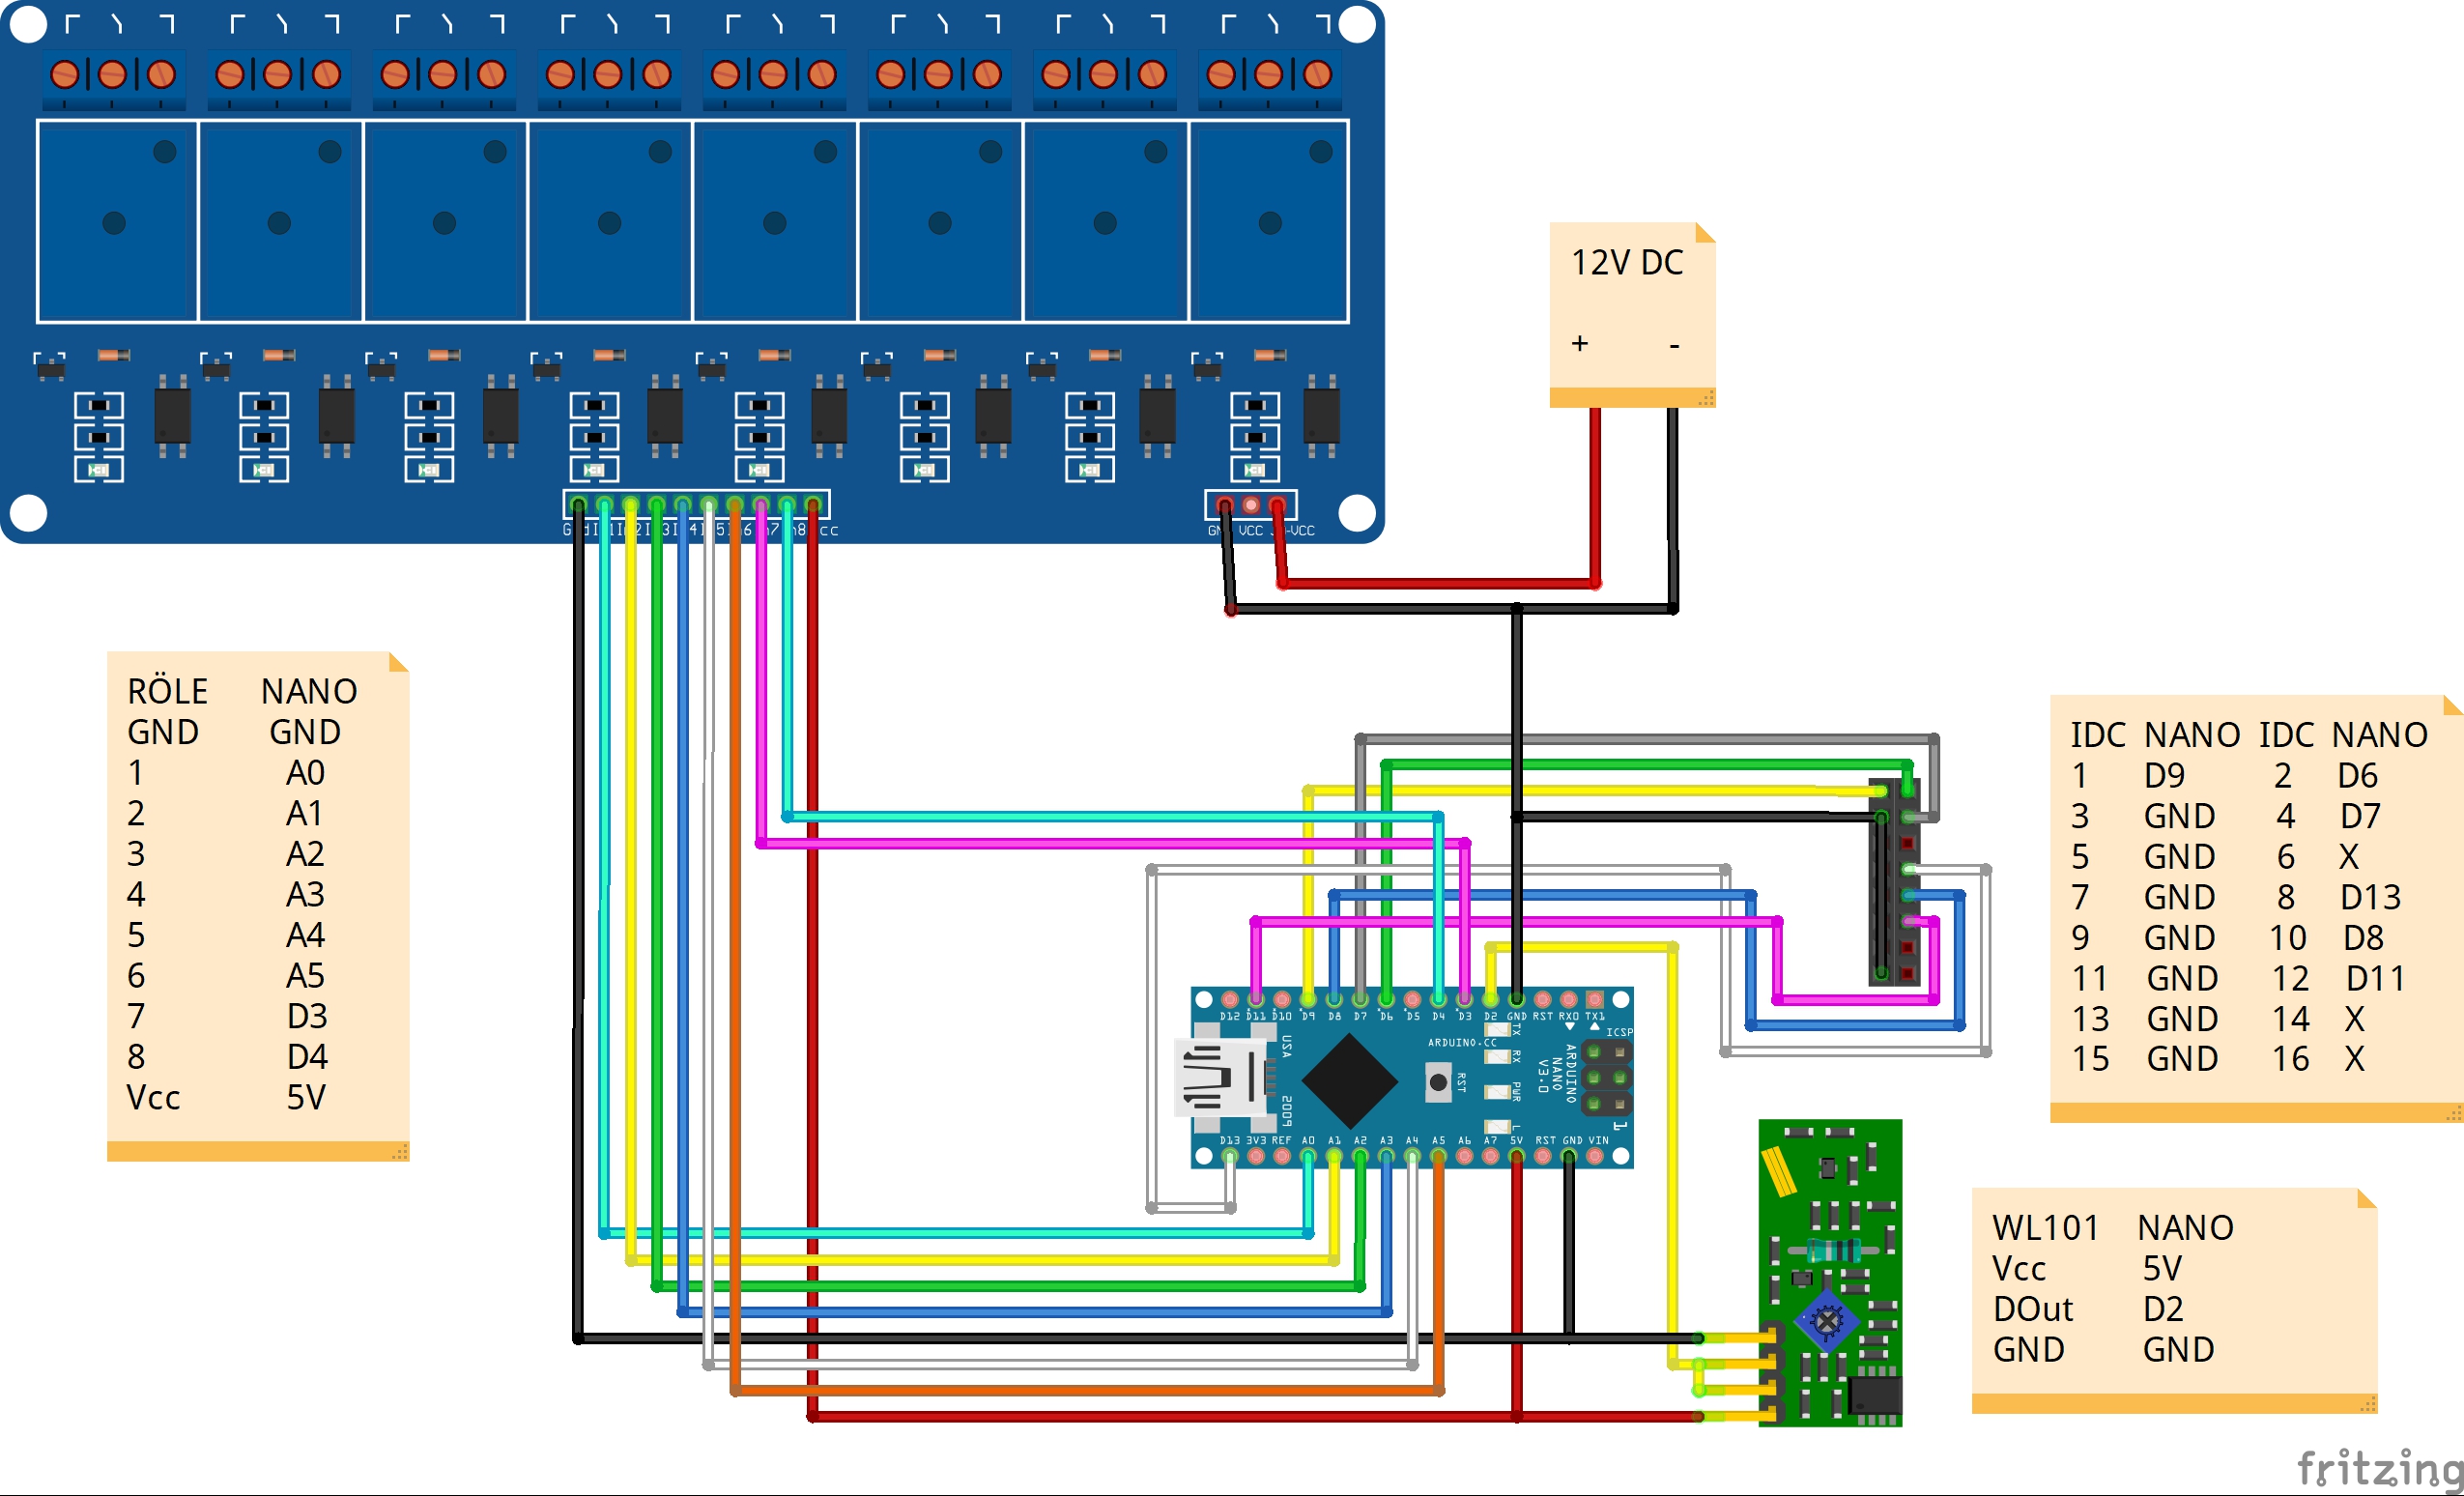 12V DC
+ -
GND VCC JD-VCC
RÖLE NANO
GND GND
1 A0
2 A1
3 A2
4 A3
5 A4
6 A5
7 D3
8 D4
Vcc 5V
IDC NANO IDC NANO
1 D9 2 D6
3 GND 4 D7
5 GND 6 X
7 GND 8 D13
9 GND 10 D8
11 GND 12 D11
13 GND 14 X
15 GND 16 X
D12 D11 D10 D9 D8 D7 D6 D5 D4 D3 D2 GND RST RX0 TX1
ICSP
ARDUINO.CC
USA
TX
RX
RST
PWR
L
ARDUINO
NANO
V3.0
1
D13 3V3 REF A0 A1 A2 A3 A4 A5 A6 A7 5V RST GND VIN
WL101 NANO
Vcc 5V
DOut D2
GND GND
fritzing